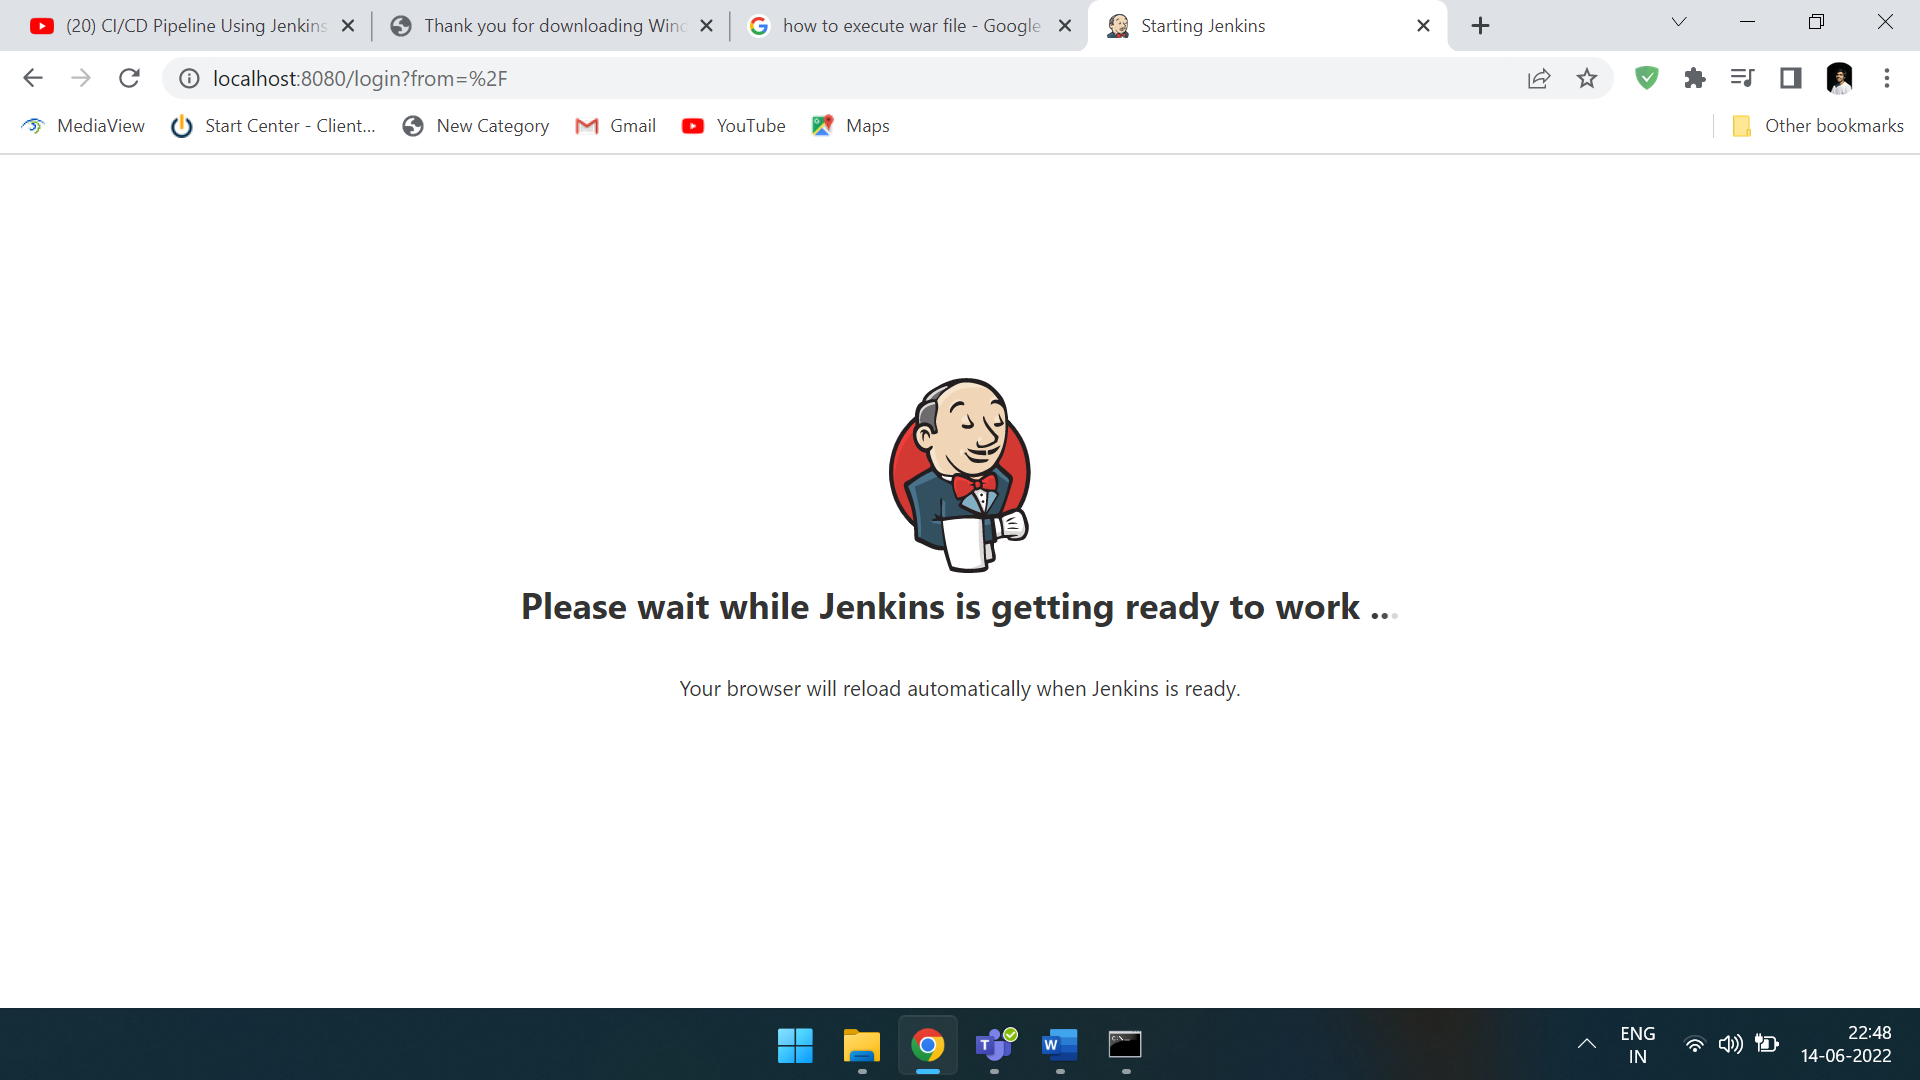 (20) CI/CD Pipeline Using Jenkins
Thank you for downloading Winc
how to execute war file - Google
Starting Jenkins
localhost:8080/login?from=%2F
MediaView
Start Center - Client...
New Category
Gmail
YouTube
Maps
Other bookmarks
Please wait while Jenkins is getting ready to work ...
Your browser will reload automatically when Jenkins is ready.
ENG
IN
22:48
14-06-2022